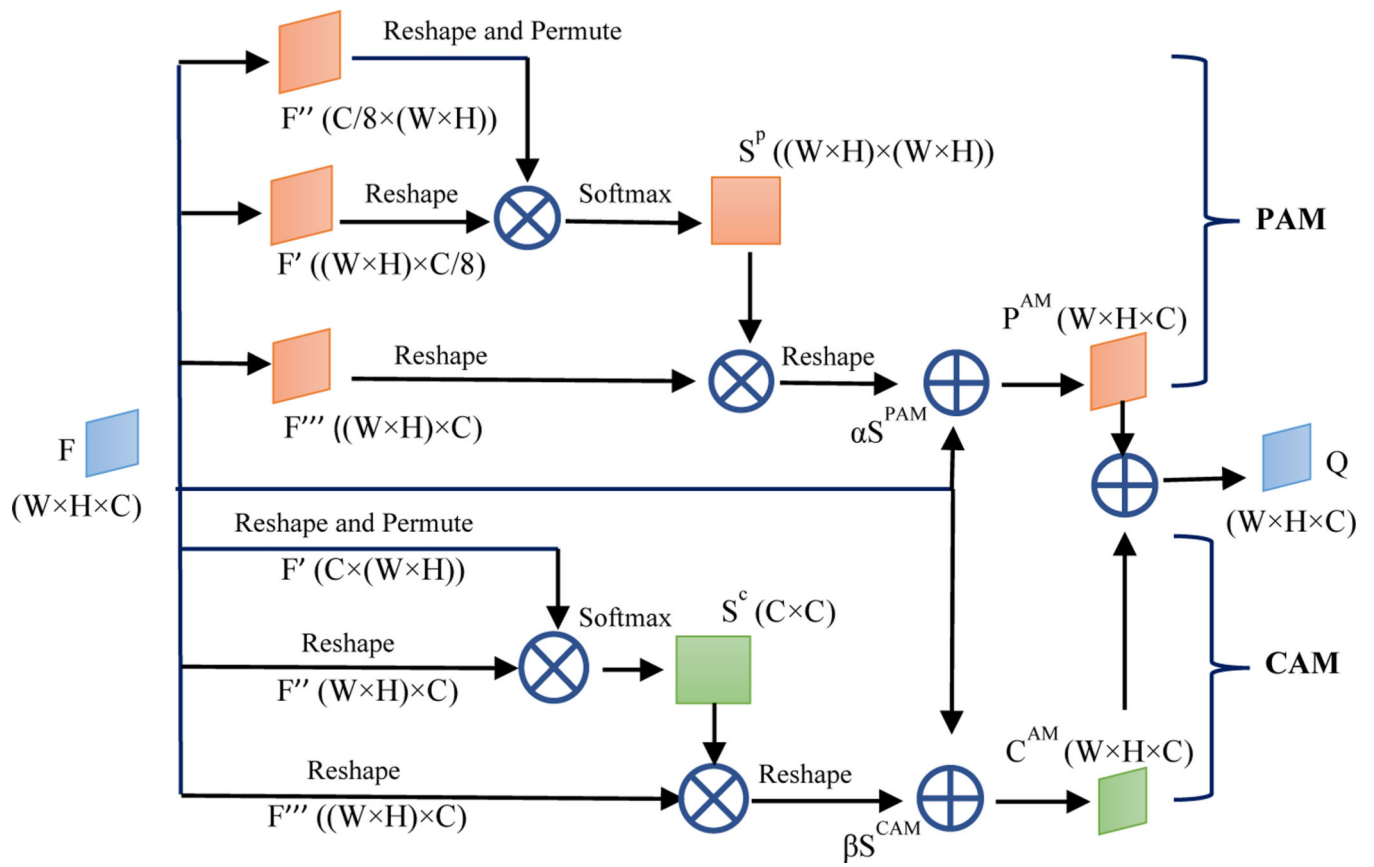 Reshape and Permute
F′′ (C/8×(W×H))
S^p ((W×H)×(W×H))
Reshape
Softmax
PAM
F′ ((W×H)×C/8)
P^AM (W×H×C)
Reshape
Reshape
F′′′ ((W×H)×C)
αS^PAM
F
Q
(W×H×C)
(W×H×C)
Reshape and Permute
F′ (C×(W×H))
Softmax
S^c (C×C)
Reshape
CAM
F′′ (W×H)×C)
C^AM (W×H×C)
Reshape
Reshape
F′′′ ((W×H)×C)
βS^CAM